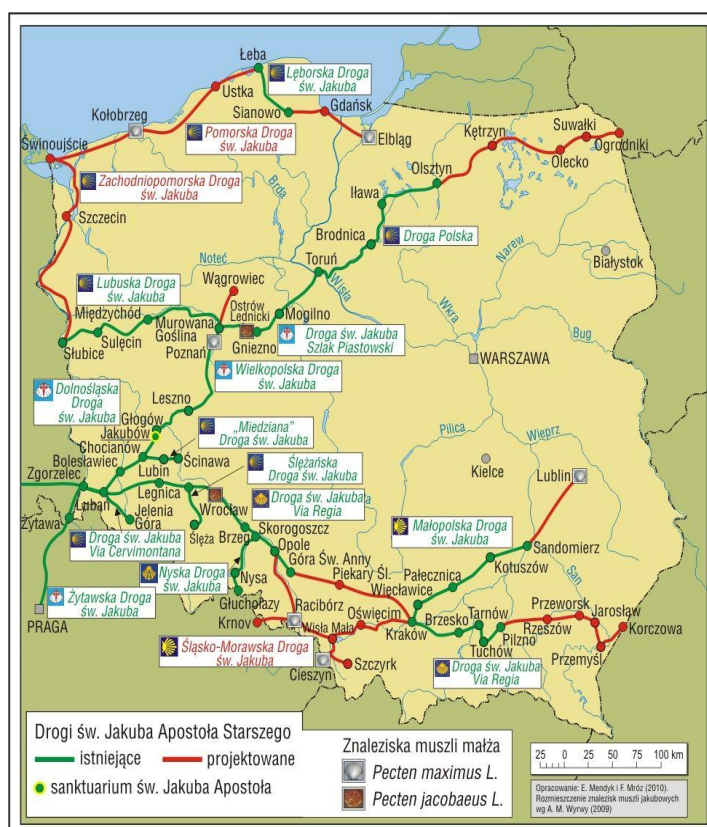 Łeba
Lęborska Droga
św. Jakuba
Ustka
Sianowo
Gdańsk
Kołobrzeg
Pomorska Droga
św. Jakuba
Elbląg
Kętrzyn
Suwałki
Ogrodniki
Olecko
Świnoujście
Zachodniopomorska Droga
św. Jakuba
Olsztyn
Brda
Iława
Szczecin
Brodnica
Droga Polska
Noteć
Toruń
Narew
Białystok
Lubuska Droga
św. Jakuba
Wągrowiec
Wisła
Międzychód
Ostrów
Lednicki
Mogilno
Wkra
Murowana
Goślina
Sulęcin
Słubice
Poznań
Gniezno
Droga św. Jakuba
Szlak Piastowski
Bug
WARSZAWA
Wielkopolska Droga
św. Jakuba
Dolnośląska
Droga
św. Jakuba
Leszno
Głogów
Jakubów
„Miedziana”
Droga św. Jakuba
Pilica
Wieprz
Chocianów
Bolesławiec
Lubin
Ścinawa
Ślężańska
Droga św. Jakuba
Kielce
Lublin
Zgorzelec
Legnica
Droga św. Jakuba
Via Regia
Lubań
Jelenia
Góra
Wrocław
Żytawa
Ślęża
Brzeg
Skorogoszcz
Małopolska Droga
św. Jakuba
Droga św. Jakuba
Via Cervimontana
Opole
Sandomierz
Kotuszów
Góra Św. Anny
Nyska Droga
św. Jakuba
Nysa
Piekary Śl.
Pałecznica
San
Więcławice
Żytawska Droga
św. Jakuba
Głuchołazy
Racibórz
Oświęcim
Brzesko
Tarnów
Przeworsk
Jarosław
PRAGA
Krnov
Wisła Mała
Kraków
Pilzno
Rzeszów
Korczowa
Tuchów
Przemyśl
Śląsko-Morawska Droga
św. Jakuba
Cieszyn
Szczyrk
Droga św. Jakuba
Via Regia
Drogi św. Jakuba Apostoła Starszego
istniejące
projektowane
sanktuarium św. Jakuba Apostoła
Znaleziska muszli małża
Pecten maximus L.
Pecten jacobaeus L.
25 0 25 50 75 100 km
Opracowanie: E. Mendyk i F. Mróz (2010).
Rozmieszczenie znalezisk muszli jakubowych
wg A. M. Wyrwy (2009)